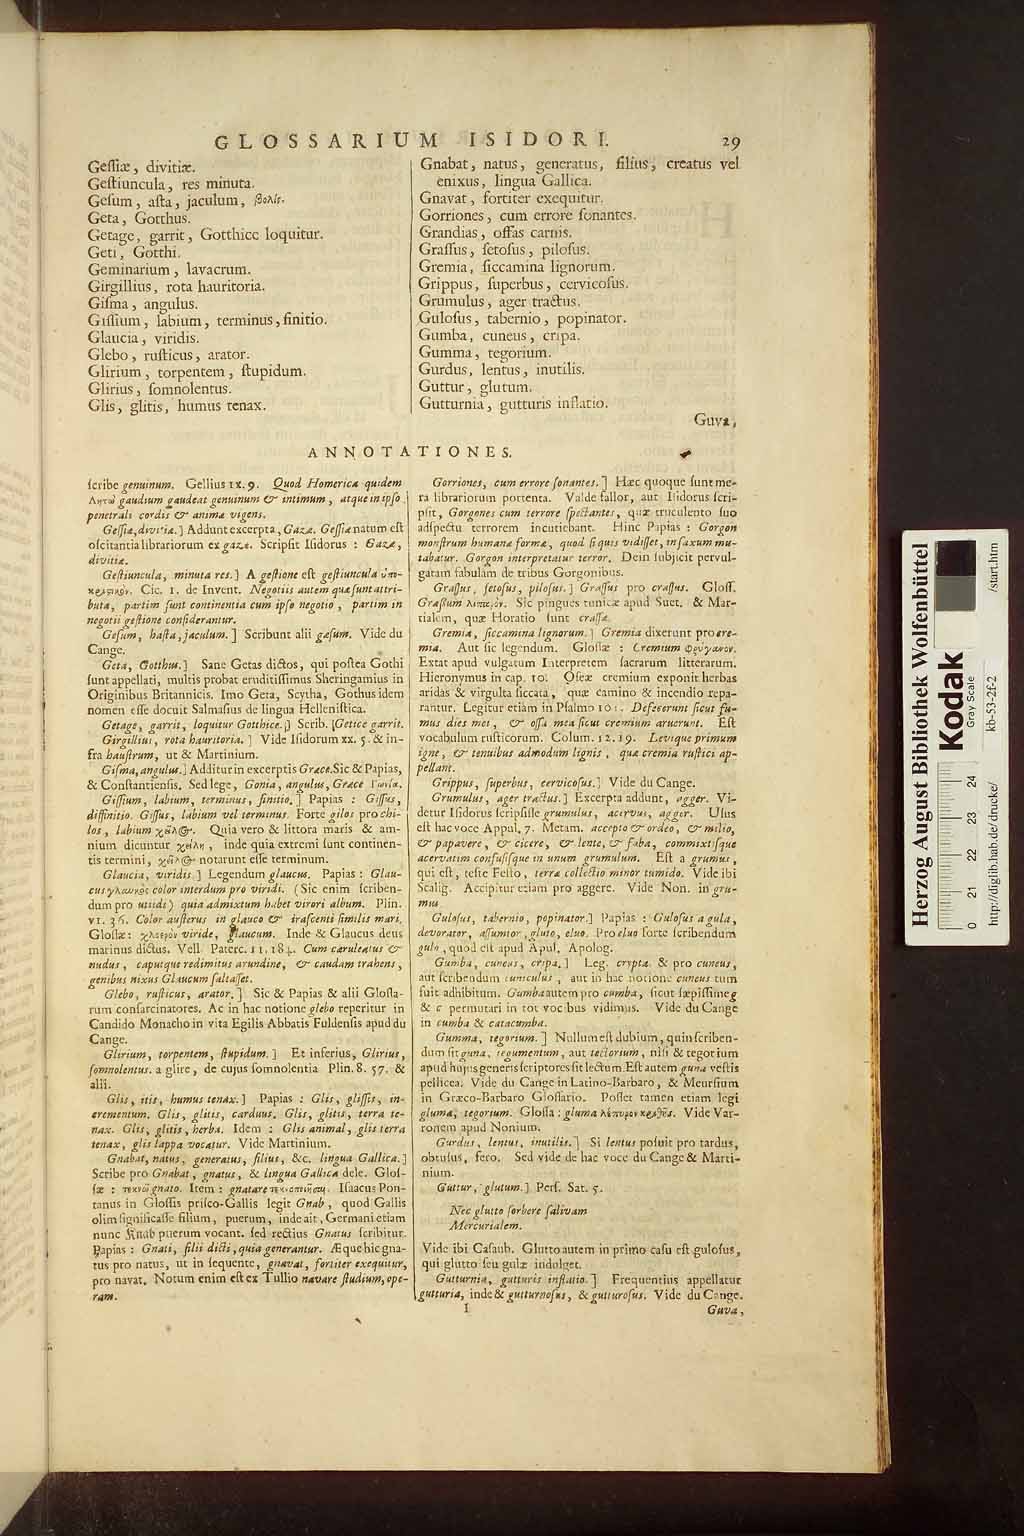 GLOSSARIUM ISIDORI. 29
Geſſiæ, divitiæ.
Geſtiuncula, res minuta.
Geſum, aſta, jaculum, βολίς.
Geta, Gotthus.
Getage, garrit, Gotthice loquitur.
Geti, Gotthi.
Geminarium, lavacrum.
Girgillius, rota hauritoria.
Giſma, angulus.
Giſſium, labium, terminus, finitio.
Glaucia, viridis.
Glebo, ruſticus, arator.
Glirium, torpentem, ſtupidum.
Glirius, ſomnolentus.
Glis, glitis, humus tenax.
Gnabat, natus, generatus, filius, creatus vel
enixus, lingua Gallica.
Gnavat, fortiter exequitur.
Gorriones, cum errore ſonantes.
Grandias, offas carnis.
Graſſus, ſetoſus, piloſus.
Gremia, ſiccamina lignorum.
Grippus, ſuperbus, cervicoſus.
Grumulus, ager tractus.
Guloſus, tabernio, popinator.
Gumba, cuneus, cripa.
Gumma, tegorium.
Gurdus, lentus, inutilis.
Guttur, glutum.
Gutturnia, gutturis inflatio.
Guva,
ANNOTATIONES.
ſcribe genuinum. Gellius IX. 9. Quod Homerica quidem
Λητώ gaudium gaudeat genuinum & intimum, atque in ipſo
penetrali cordis & animæ vigens.
Geſſiæ, divitiæ.] Addunt excerpta, Gazæ. Geſſiæ natum eſt
oſcitantia librariorum ex gazæ. Scripſit Iſidorus : Gazæ,
divitiæ.
Geſtiuncula, minuta res.] A geſtione eſt geſtiuncula ὑπο-
κοριστικόν. Cic. 1. de Invent. Negotiis autem quæ ſunt attri-
buta, partim ſunt continentia cum ipſo negotio, partim in
negotii geſtione conſiderantur.
Geſum, haſta, jaculum.] Scribunt alii gæſum. Vide du
Cange.
Geta, Gotthus.] Sane Getas dictos, qui poſtea Gothi
ſunt appellati, multis probat eruditiſſimus Sheringamius in
Originibus Britannicis. Imo Geta, Scytha, Gothus idem
nomen eſſe docuit Salmaſius de lingua Helleniſtica.
Getage, garrit, loquitur Gotthice.] Scrib. Getice garrit.
Girgillius, rota hauritoria.] Vide Iſidorum XX. 5. & in-
fra hauſtrum, ut & Martinium.
Giſma, angulus.] Additur in excerptis Græce. Sic & Papias,
& Conſtantienſis. Sed lege, Gonia, angulus, Græce Γωνία.
Giſſium, labium, terminus, finitio.] Papias : Giſſus,
diffinitio. Giſſus, labium vel terminus. Forte gilos pro chi-
los, labium χεῖλος. Quia vero & littora maris & am-
nium dicuntur χείλη, inde quia extremi ſunt continen-
tis termini, χεῖλος notarunt eſſe terminum.
Glaucia, viridis.] Legendum glaucus. Papias : Glau-
cus γλαυκὸς color interdum pro viridi. (Sic enim ſcriben-
dum pro utiidi) quia admixtum habet virori album. Plin.
VI. 36. Color auſterus in glauco & iraſcenti ſimilis mari.
Gloſſæ : χλωερόν viride, glaucum. Inde & Glaucus deus
marinus dictus. Vell. Paterc. 11. 184. Cum cæruleatus &
nudus, caputque redimitus arundine, & caudam trahens,
genibus nixus Glaucum ſaltaſſet.
Glebo, ruſticus, arator.] Sic & Papias & alii Gloſſa-
rum conſarcinatores. Ac in hac notione glebo reperitur in
Candido Monacho in vita Egilis Abbatis Fuldenſis apud du
Cange.
Glirium, torpentem, ſtupidum.] Et inferius, Glirius,
ſomnolentus. a glire, de cujus ſomnolentia Plin. 8. 57. &
alii.
Glis, itis, humus tenax.] Papias : Glis, gliſſis, in-
crementum. Glis, glitis, carduus. Glis, glitis, terra te-
nax. Glis, glitis, herba. Idem : Glis animal, glis terra
tenax, glis lappa vocatur. Vide Martinium.
Gnabat, natus, generatus, filius, &c. lingua Gallica.]
Scribe pro Gnabat, gnatus, & lingua Gallica dele. Gloſ-
ſæ : τεκνῶ gnato. Item : gnatare τεκνοποιῆσαι. Iſaacus Pon-
tanus in Gloſſis priſco-Gallis legit Gnab, quod Gallis
olim ſignificaſſe filium, puerum, inde ait, Germani etiam
nunc Knab puerum vocant. ſed rectius Gnatus ſcribitur.
Papias : Gnati, filii dicti, quia generantur. Æque hic gna-
tus pro natus, ut in ſequente, gnavat, fortiter exequitur,
pro navat. Notum enim eſt ex Tullio navare ſtudium, ope-
ram.
Gorriones, cum errore ſonantes.] Hæc quoque ſunt me-
ra librariorum portenta. Valde fallor, aut Iſidorus ſcri-
pſit, Gorgones cum terrore ſpectantes, quæ truculento ſuo
adſpectu terrorem incutiebant. Hinc Papias : Gorgon
monſtrum humanæ formæ, quod ſi quis vidiſſet, in ſaxum mu-
tabatur. Gorgon interpretatur terror. Dein ſubjicit pervul-
gatam fabulam de tribus Gorgonibus.
Graſſus, ſetoſus, piloſus.] Graſſus pro craſſus. Gloſſ.
Graſſum λιπαρόν. Sic pingues tunicæ apud Suet. & Mar-
tialem, quæ Horatio ſunt craſſæ.
Gremia, ſiccamina lignorum.] Gremia dixerunt pro cre-
mia. Aut ſic legendum. Gloſſæ : Cremium φρύγανον.
Extat apud vulgatum Interpretem ſacrarum litterarum.
Hieronymus in cap. 10. Oſeæ cremium exponit herbas
aridas & virgulta ſiccata, quæ camino & incendio repa-
rantur. Legitur etiam in Pſalmo 101. Defecerunt ſicut fu-
mus dies mei, & oſſa mea ſicut cremium aruerunt. Eſt
vocabulum ruſticorum. Colum. 12. 19. Levique primum
igne, & tenuibus admodum lignis, quæ cremia ruſtici ap-
pellant.
Grippus, ſuperbus, cervicoſus.] Vide du Cange.
Grumulus, ager tractus.] Excerpta addunt, agger. Vi-
detur Iſidorus ſcripſiſſe grumulus, acervus, agger. Uſus
eſt hac voce Appul. 7. Metam. accepto & ordeo, & milio,
& papavere, & cicere, & lente, & faba, commixtiſque
acervatim confuſiſque in unum grumulum. Eſt a grumus,
qui eſt, teſte Feſto, terræ collectio minor tumido. Vide ibi
Scalig. Accipitur etiam pro aggere. Vide Non. in gru-
mus
Guloſus, tabernio, popinator.] Papias : Guloſus a gula,
devorator, aſſumior, gluto, eluo. Pro eluo forte ſcribendum
gulo, quod eſt apud Apul. Apolog.
Gumba, cuneus, cripa.] Leg. crypta. & pro cuneus,
aut ſcribendum cuniculus, aut in hac notione cuneus tum
fuit adhibitum. Gumba autem pro cumba, ſicut ſæpiſſime g
& c permutari in tot vocibus vidimus. Vide du Cange
in cumba & catacumba.
Gumma, tegorium.] Nullum eſt dubium, quin ſcriben-
dum ſit guna, tegumentum, aut tectorium, niſi & tegorium
apud hujus generis ſcriptores ſit lectum. Eſt autem guna veſtis
pellicea. Vide du Cange in Latino-Barbaro, & Meurſium
in Græco-Barbaro Gloſſario. Poſſet tamen etiam legi
gluma, tegorium. Gloſſa : gluma λέπυρον κριθῆς. Vide Var-
ronem apud Nonium.
Gurdus, lentus, inutilis.] Si lentus poſuit pro tardus,
obtuſus, fero. Sed vide de hac voce du Cange & Marti-
nium.
Guttur, glutum.] Perſ. Sat. 5.
Nec glutto ſorbere ſalivam
Mercurialem.
Vide ibi Caſaub. Glutto autem in primo caſu eſt guloſus,
qui glutto ſeu gulæ indulget.
Gutturnia, gutturis inflatio.] Frequentius appellatur
gutturia, inde & gutturnoſus, & gutturoſus. Vide du Cange.
I
Guva,
Herzog August Bibliothek Wolfenbüttel
Kodak
Gray Scale
0 21 22 23 24
http://diglib.hab.de/drucke/ kb-53-2f-2 /start.htm